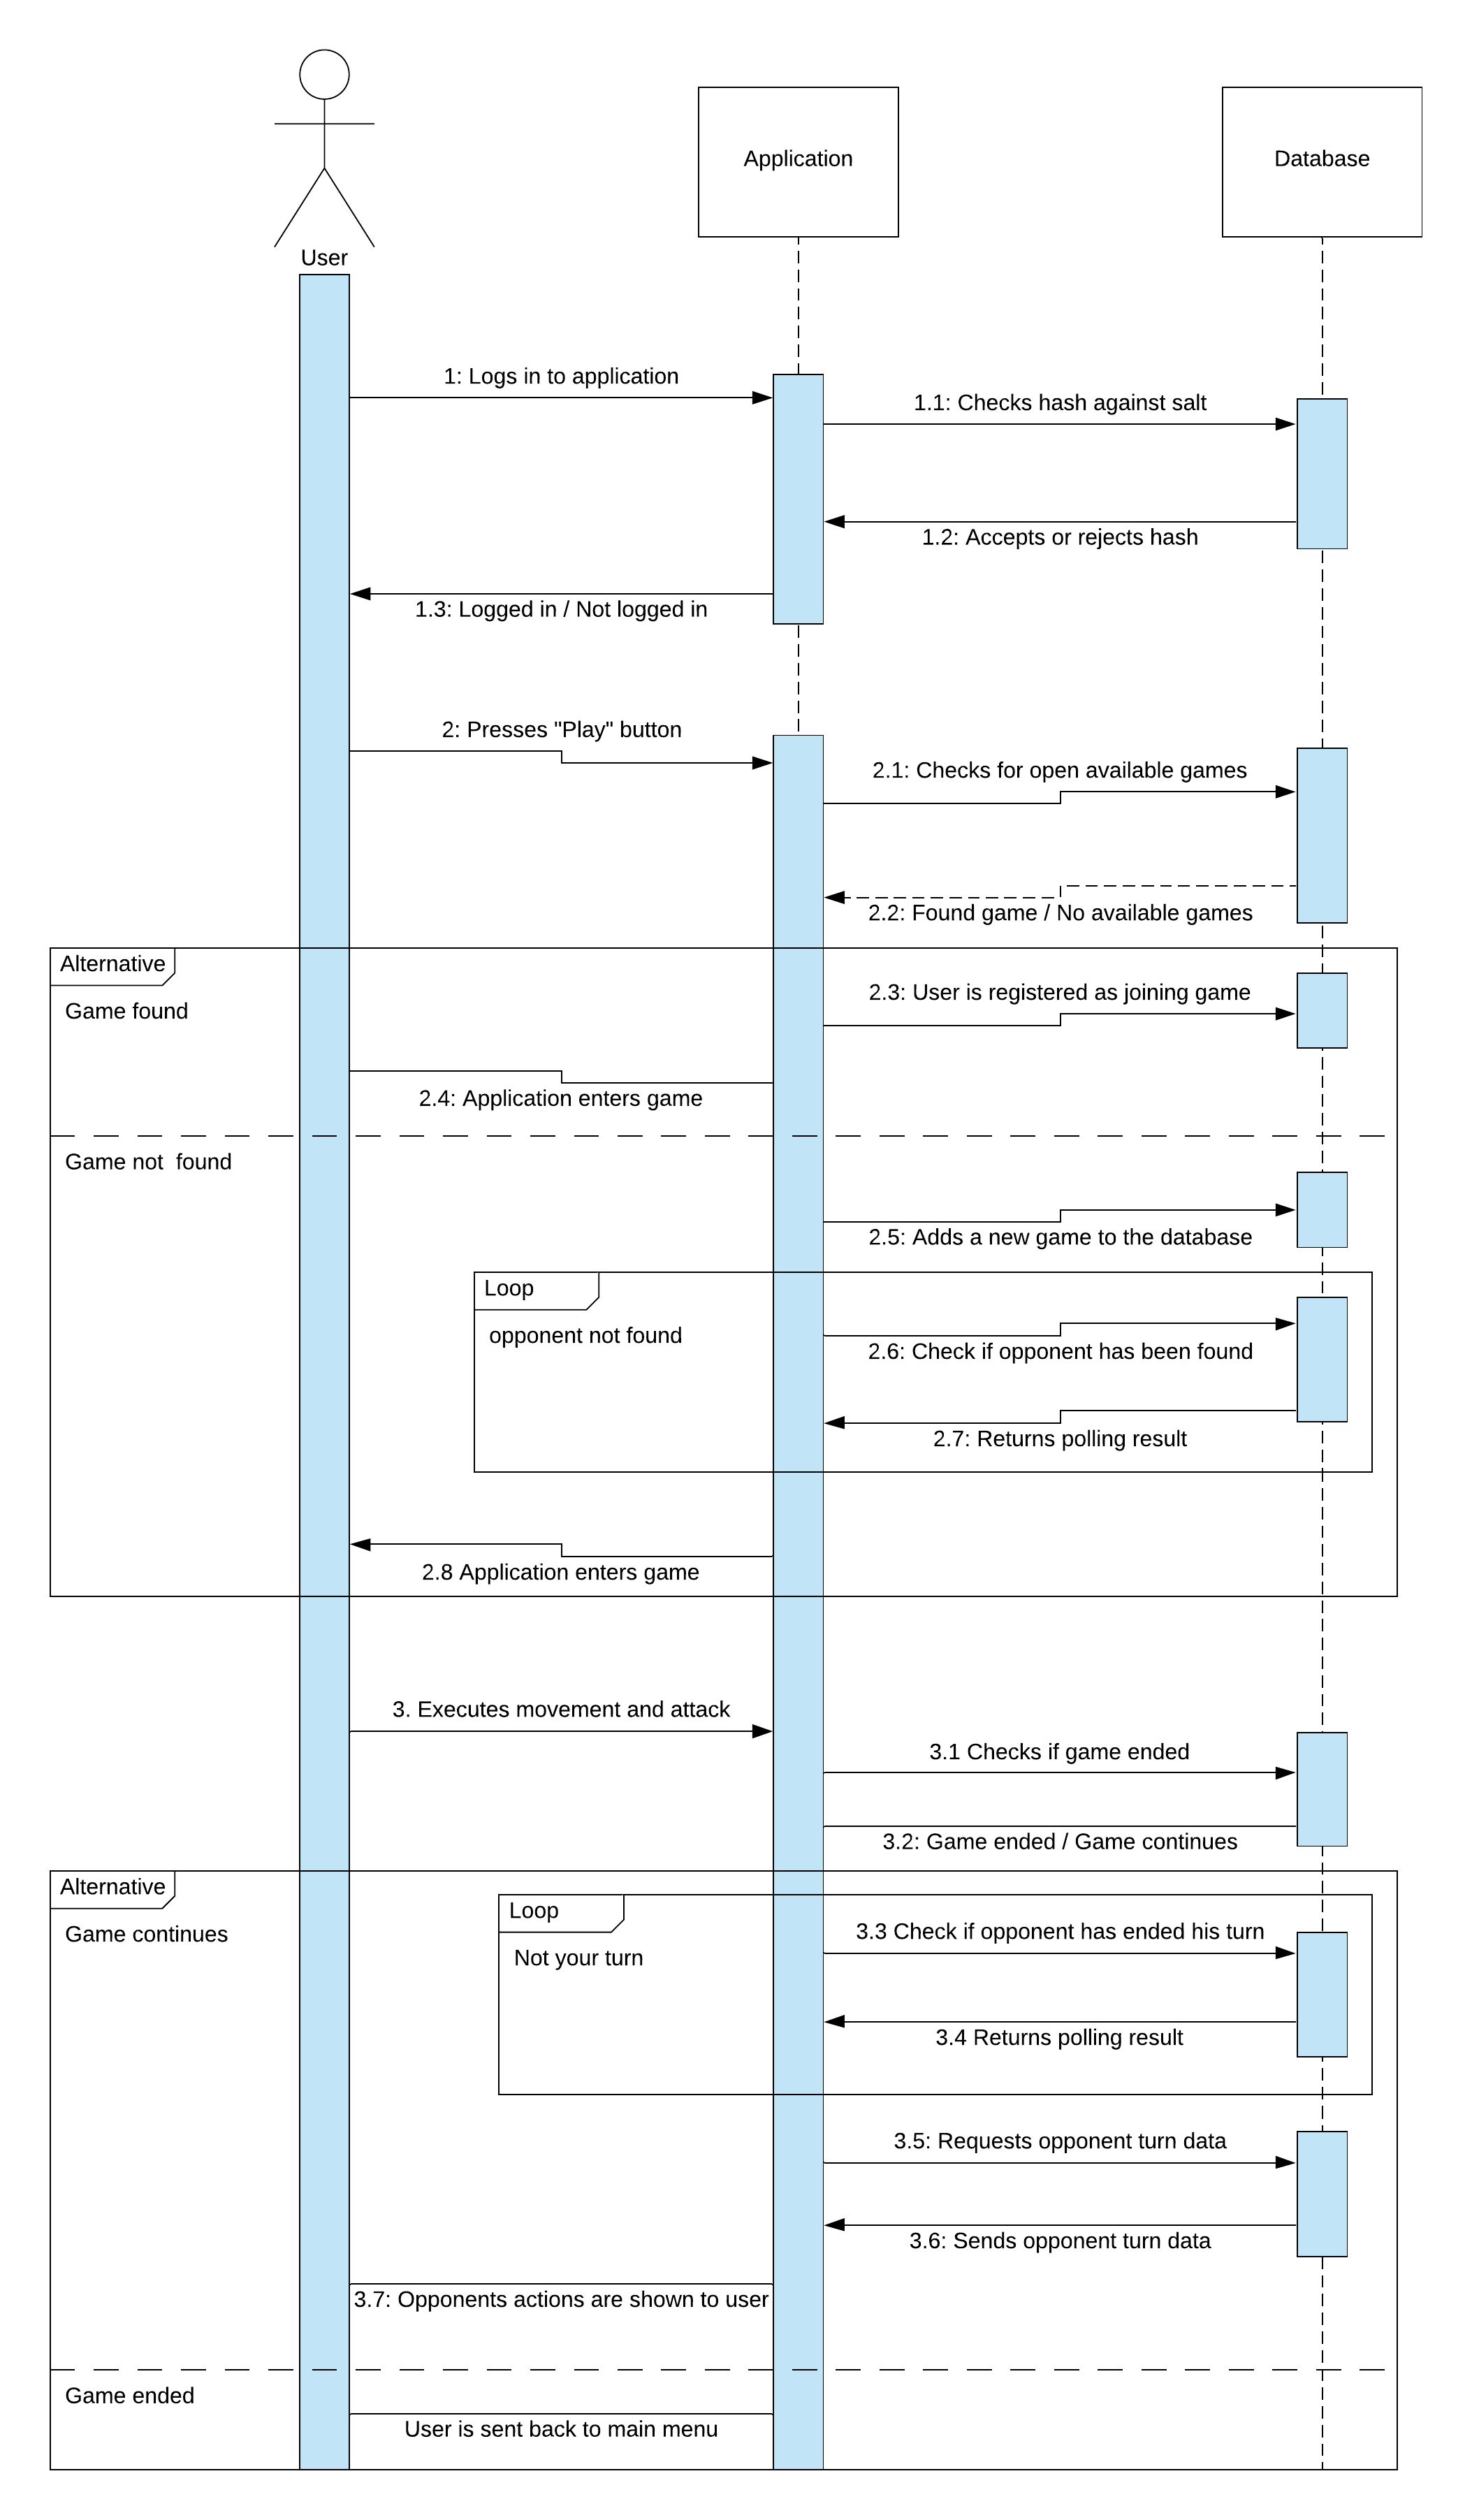 Application
Database
User
1: Logs in to application
1.1: Checks hash against salt
1.2: Accepts or rejects hash
1.3: Logged in / Not logged in
2: Presses "Play" button
2.1: Checks for open available games
2.2: Found game / No available games
Alternative
Game found
2.3: User is registered as joining game
2.4: Application enters game
Game not  found
2.5: Adds a new game to the database
Loop
opponent not found
2.6: Check if opponent has been found
2.7: Returns polling result
2.8 Application enters game
3. Executes movement and attack
3.1 Checks if game ended
3.2: Game ended / Game continues
Alternative
Game continues
Loop
Not your turn
3.3 Check if opponent has ended his turn
3.4 Returns polling result
3.5: Requests opponent turn data
3.6: Sends opponent turn data
3.7: Opponents actions are shown to user
Game ended
User is sent back to main menu